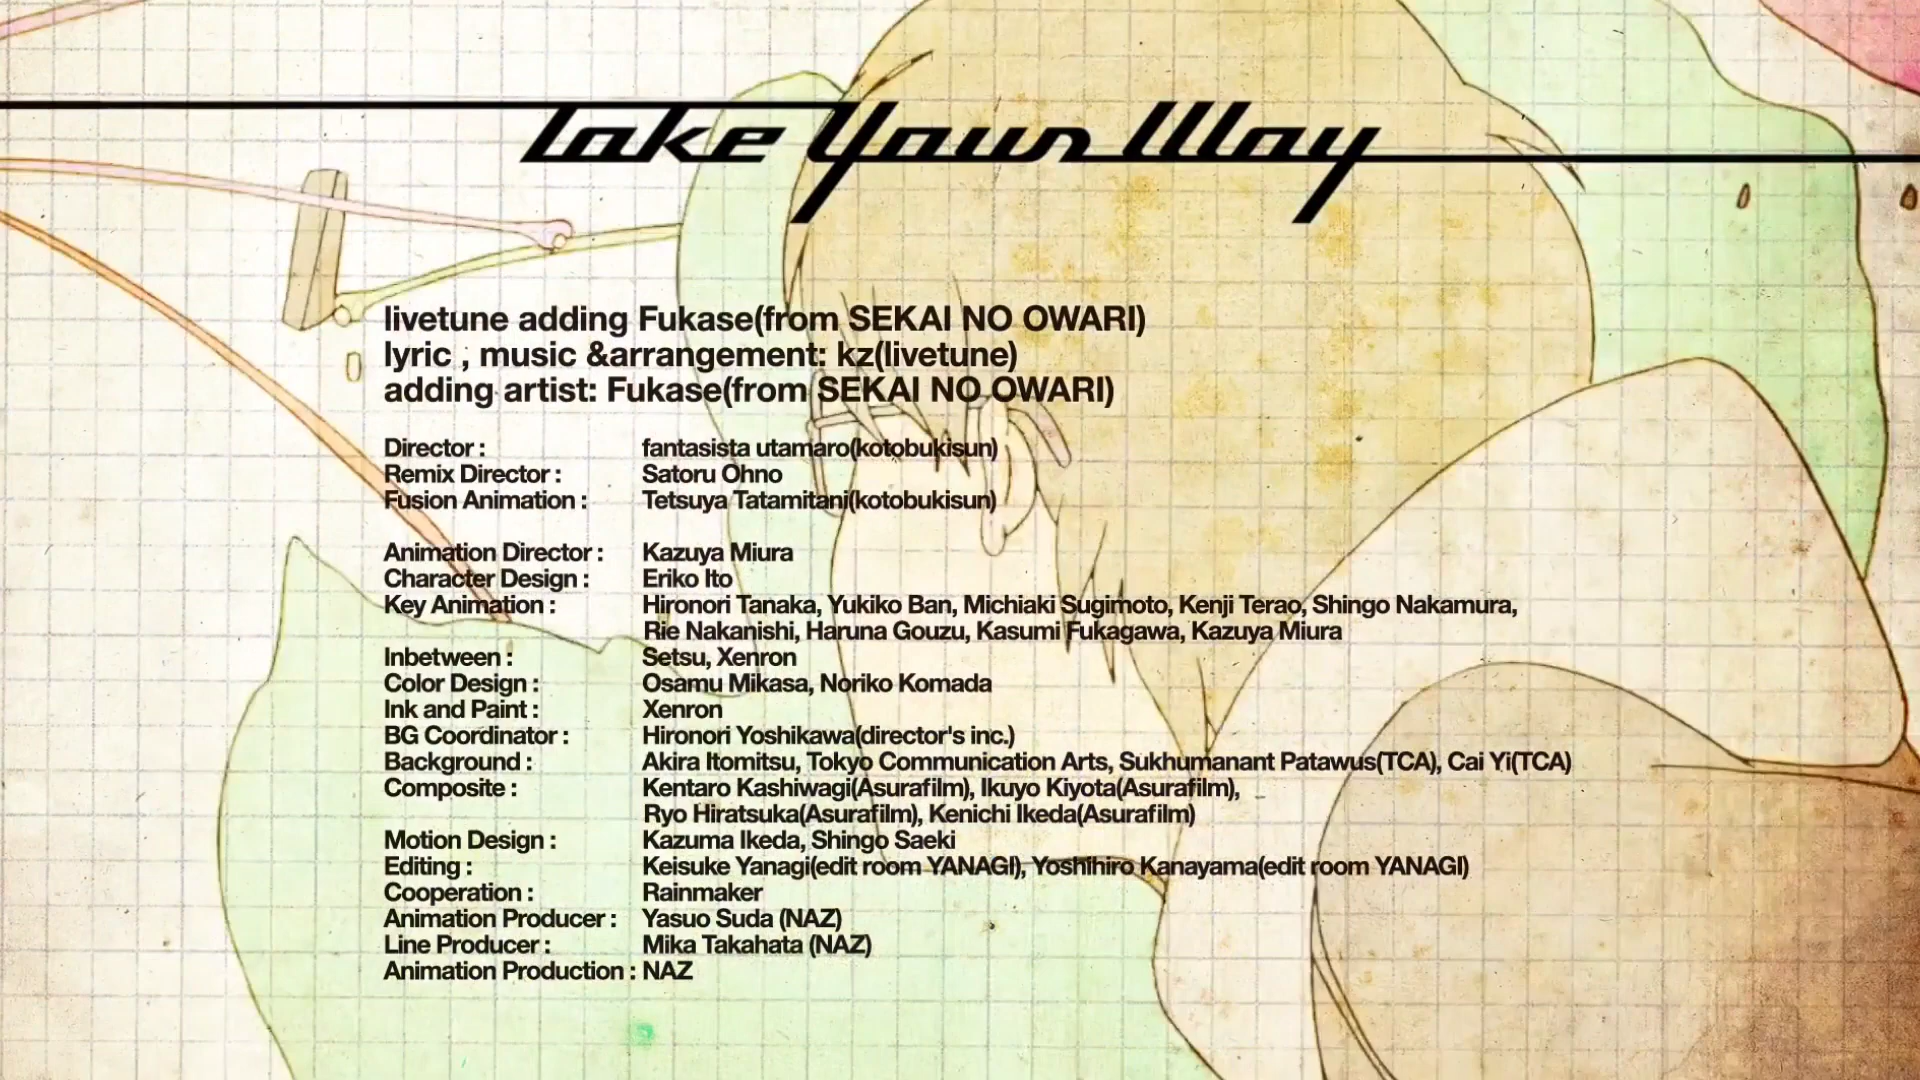 Take Your Way
livetune adding Fukase(from SEKAI NO OWARI)
lyric , music &arrangement: kz(livetune)
adding artist: Fukase(from SEKAI NO OWARI)
Director : fantasista utamaro(kotobukisun)
Remix Director : Satoru Ohno
Fusion Animation : Tetsuya Tatamitani(kotobukisun)
Animation Director : Kazuya Miura
Character Design : Eriko Ito
Key Animation : Hironori Tanaka, Yukiko Ban, Michiaki Sugimoto, Kenji Terao, Shingo Nakamura,
Rie Nakanishi, Haruna Gouzu, Kasumi Fukagawa, Kazuya Miura
Inbetween : Setsu, Xenron
Color Design : Osamu Mikasa, Noriko Komada
Ink and Paint : Xenron
BG Coordinator : Hironori Yoshikawa(director's inc.)
Background : Akira Itomitsu, Tokyo Communication Arts, Sukhumanant Patawus(TCA), Cai Yi(TCA)
Composite : Kentaro Kashiwagi(Asurafilm), Ikuyo Kiyota(Asurafilm),
Ryo Hiratsuka(Asurafilm), Kenichi Ikeda(Asurafilm)
Motion Design : Kazuma Ikeda, Shingo Saeki
Editing : Keisuke Yanagi(edit room YANAGI), Yoshihiro Kanayama(edit room YANAGI)
Cooperation : Rainmaker
Animation Producer : Yasuo Suda (NAZ)
Line Producer : Mika Takahata (NAZ)
Animation Production : NAZ